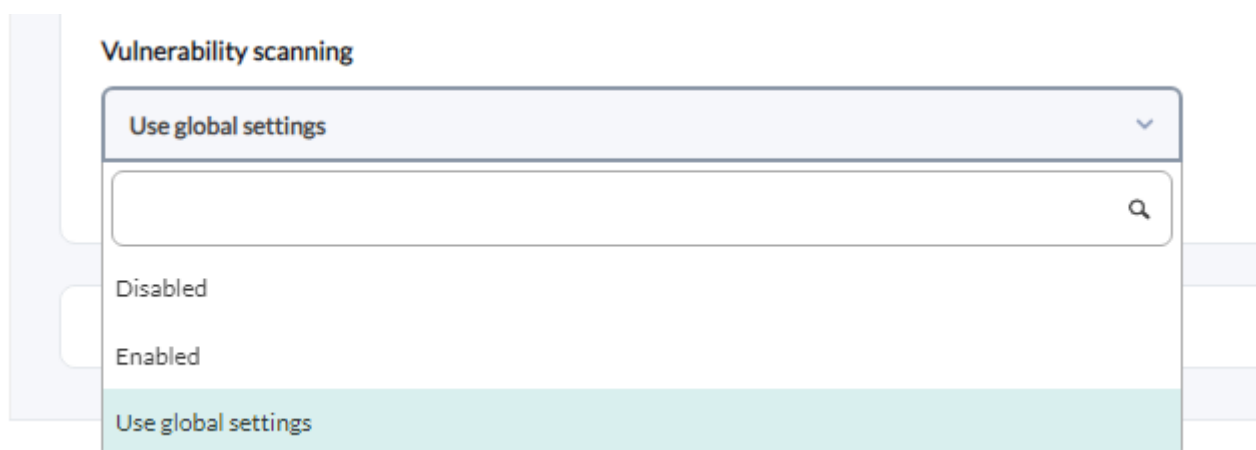 Vulnerability scanning
Use global settings
Disabled
Enabled
Use global settings